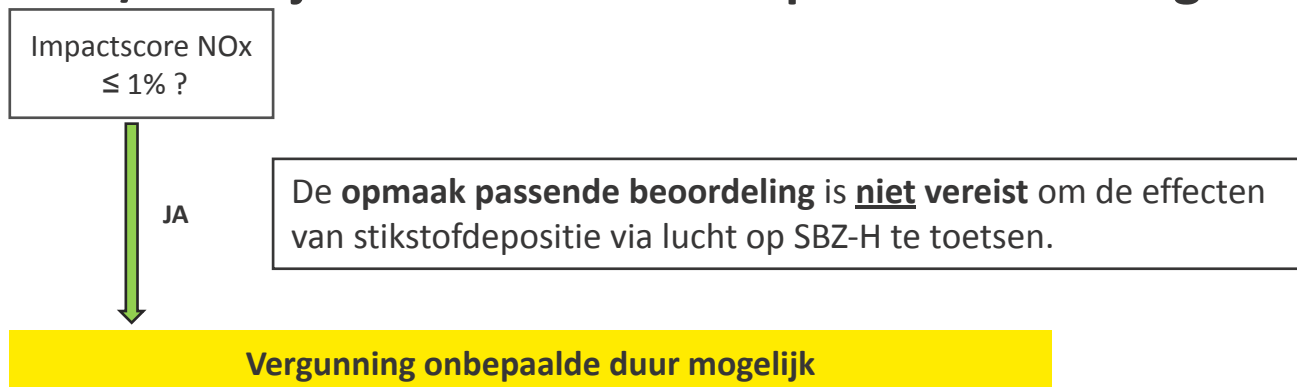 Impactscore NOx
≤ 1% ?
JA
De opmaak passende beoordeling is niet vereist om de effecten
van stikstofdepositie via lucht op SBZ-H te toetsen.
Vergunning onbepaalde duur mogelijk